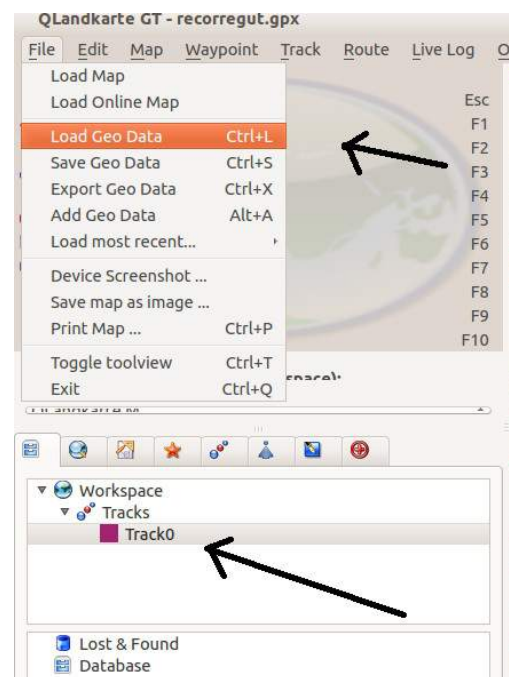 QLandkarte GT - recorregut.gpx
File Edit Map Waypoint Track Route Live Log
Load Map
Load Online Map
Esc
Load Geo Data Ctrl+L
F1
Save Geo Data Ctrl+S
F2
Export Geo Data Ctrl+X
F3
Add Geo Data Alt+A
F4
Load most recent...
F5
F6
Device Screenshot ...
F7
Save map as image ...
F8
Print Map ... Ctrl+P
F9
F10
Toggle toolview Ctrl+T
Exit Ctrl+Q
Workspace
Tracks
Track0
Lost & Found
Database